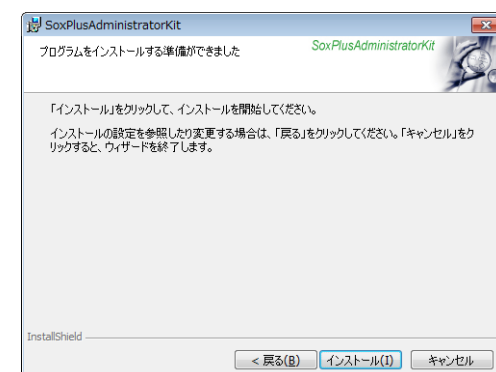 SoxPlusAdministratorKit
プログラムをインストールする準備ができました
SoxPlusAdministratorKit
「インストール」をクリックして、インストールを開始してください。
インストールの設定を参照したり変更する場合は、「戻る」をクリックしてください。「キャンセル」をク
リックすると、ウィザードを終了します。
InstallShield
< 戻る(B)
インストール(I)
キャンセル